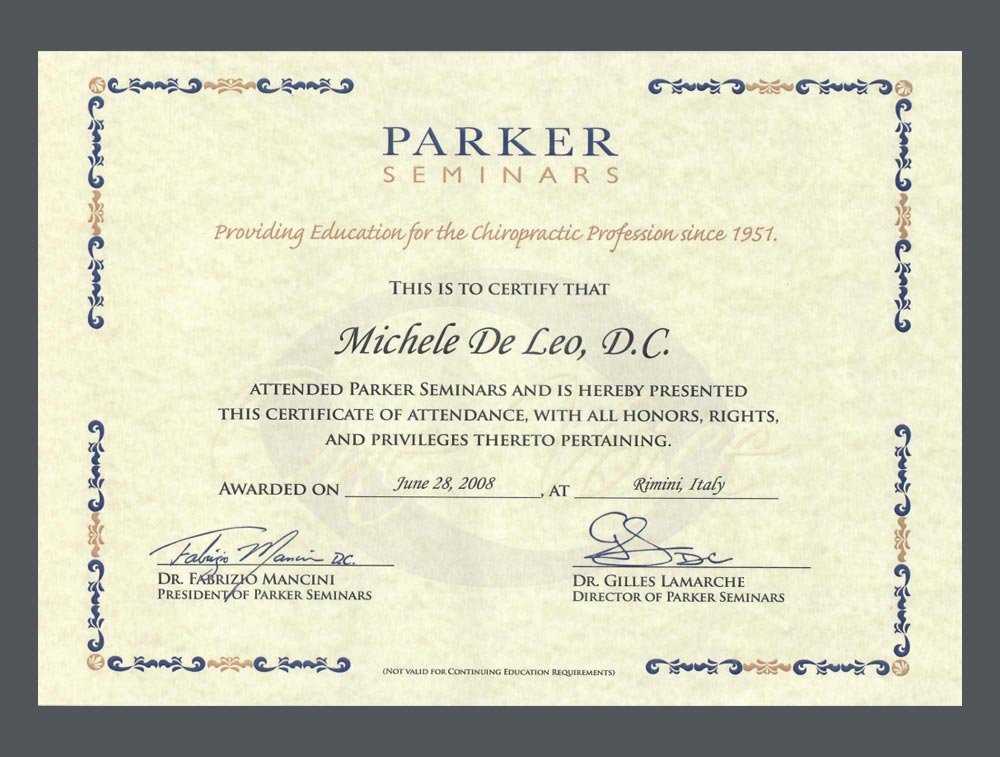 PARKER
SEMINARS
Providing Education for the Chiropractic Profession since 1951.
THIS IS TO CERTIFY THAT
Michele De Leo, D.C.
ATTENDED PARKER SEMINARS AND IS HEREBY PRESENTED
THIS CERTIFICATE OF ATTENDANCE, WITH ALL HONORS, RIGHTS,
AND PRIVILEGES THERETO PERTAINING.
AWARDED ON June 28, 2008, AT Rimini, Italy
Fabrizio Mancini D.C.
DC
DR. FABRIZIO MANCINI
PRESIDENT OF PARKER SEMINARS
DR. GILLES LAMARCHE
DIRECTOR OF PARKER SEMINARS
(NOT VALID FOR CONTINUING EDUCATION REQUIREMENTS)